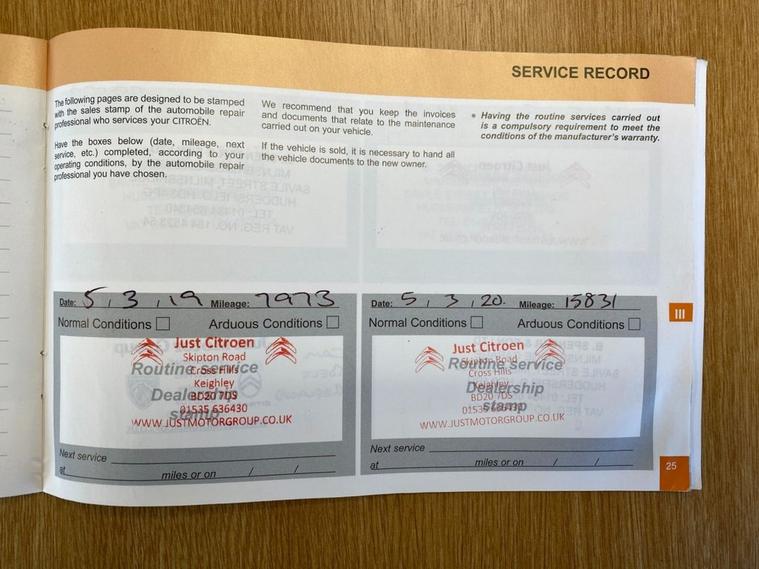 SERVICE RECORD
The following pages are designed to be stamped
with the sales stamp of the automobile repair
professional who services your CITROËN.
Have the boxes below (date, mileage, next
service, etc.) completed, according to your
operating conditions, by the automobile repair
professional you have chosen.
We recommend that you keep the invoices
and documents that relate to the maintenance
carried out on your vehicle.
If the vehicle is sold, it is necessary to hand all
the vehicle documents to the new owner.
• Having the routine services carried out
is a compulsory requirement to meet the
conditions of the manufacturer's warranty.
Date: 5 / 3 / 19 Mileage: 7973
Normal Conditions Arduous Conditions
Just Citroen
Skipton Road
Routine service
Cross Hills
Keighley
Dealership
BD20 7DS
01535 636430
stamp
WWW.JUSTMOTORGROUP.CO.UK
Next service
at miles or on / /
Date: 5 / 3 / 20. Mileage: 15831
Normal Conditions Arduous Conditions
Just Citroen
Skipton Road
Routine service
Cross Hills
Keighley
Dealership
BD20 7DS
stamp
WWW.JUSTMOTORGROUP.CO.UK
Next service
at miles or on / /
III
25